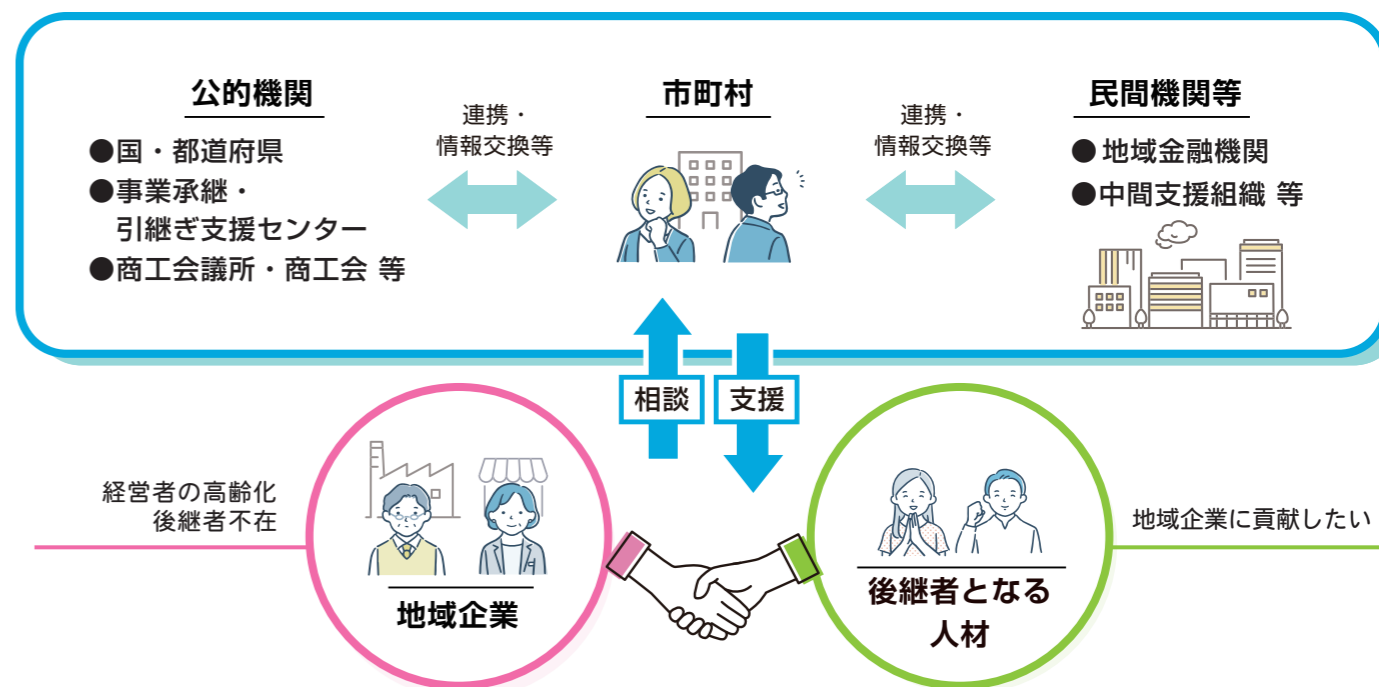 公的機関
●国・都道府県
●事業承継・
引継ぎ支援センター
●商工会議所・商工会 等
連携・
情報交換等
市町村
連携・
情報交換等
民間機関等
●地域金融機関
●中間支援組織 等
相談
支援
経営者の高齢化
後継者不在
地域企業
後継者となる
人材
地域企業に貢献したい